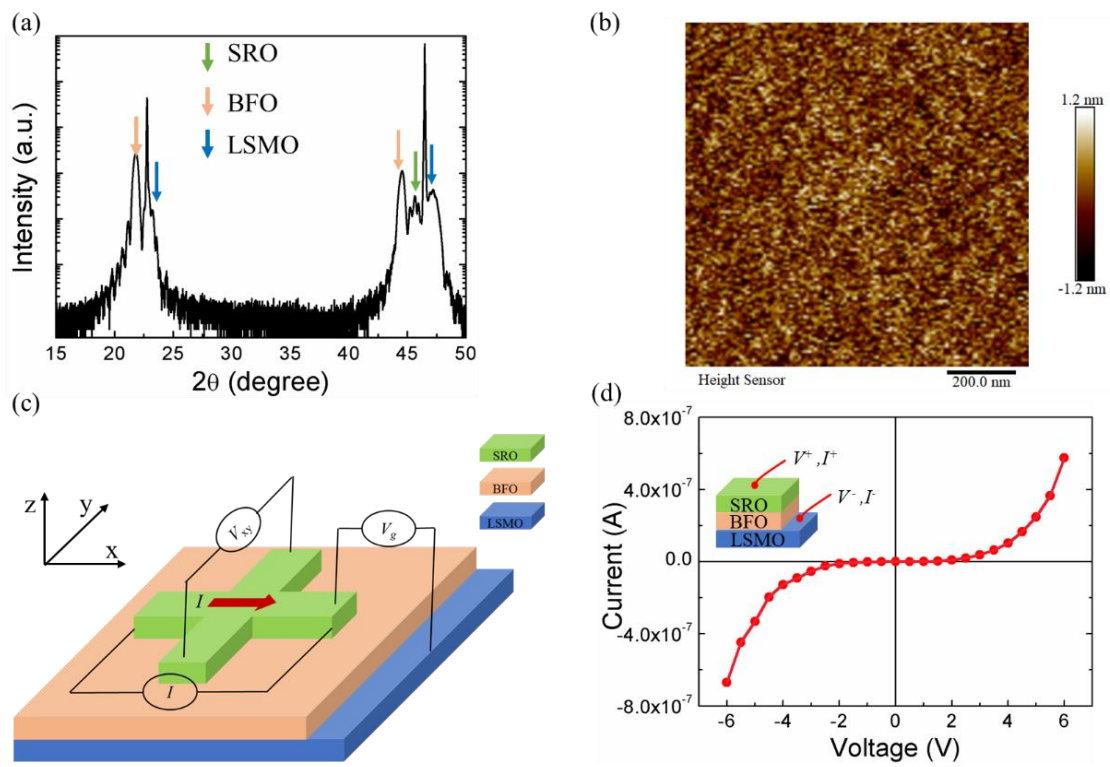 (a)
SRO
BFO
LSMO
Intensity (a.u.)
15 20 25 30 35 40 45 50
2θ (degree)
(b)
1.2 nm
-1.2 nm
Height Sensor
200.0 nm
(c)
z
y
x
SRO
BFO
LSMO
Vxy
Vg
I
I
(d)
8.0x10-7
4.0x10-7
0.0
-4.0x10-7
-8.0x10-7
Current (A)
V+,I+
V-,I-
SRO
BFO
LSMO
-6 -4 -2 0 2 4 6
Voltage (V)